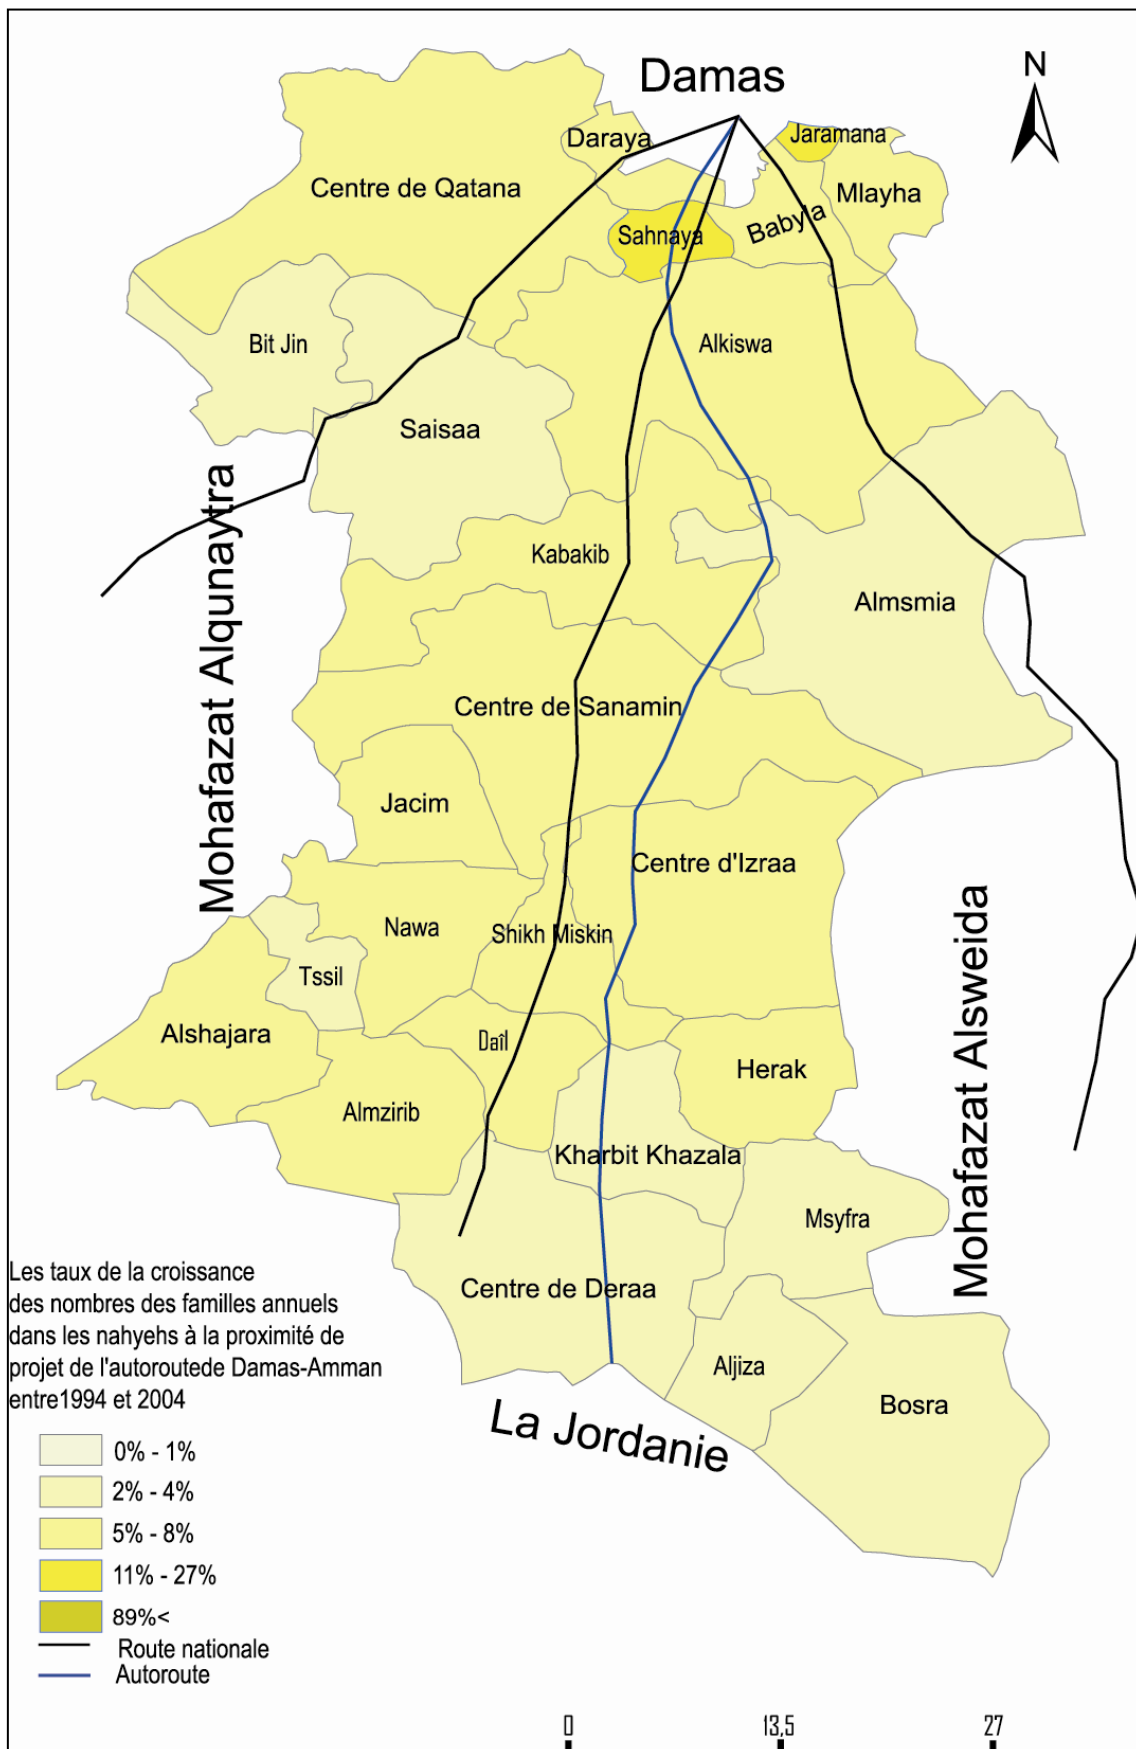 Damas
N
Daraya
Jaramana
Centre de Qatana
Mlayha
Babyla
Sahnaya
Bit Jin
Alkiswa
Saisaa
Mohafazat Alqunaytra
Kabakib
Almsmia
Centre de Sanamin
Jacim
Centre d'Izraa
Nawa
Shikh Miskin
Tssil
Alshajara
Daîl
Herak
Almzirib
Mohafazat Alsweida
Kharbit Khazala
Msyfra
Centre de Deraa
Aljiza
Bosra
La Jordanie
Les taux de la croissance
des nombres des familles annuels
dans les nahyehs à la proximité de
projet de l'autoroutede Damas-Amman
entre1994 et 2004
0% - 1%
2% - 4%
5% - 8%
11% - 27%
89%<
Route nationale
Autoroute
0 13,5 27